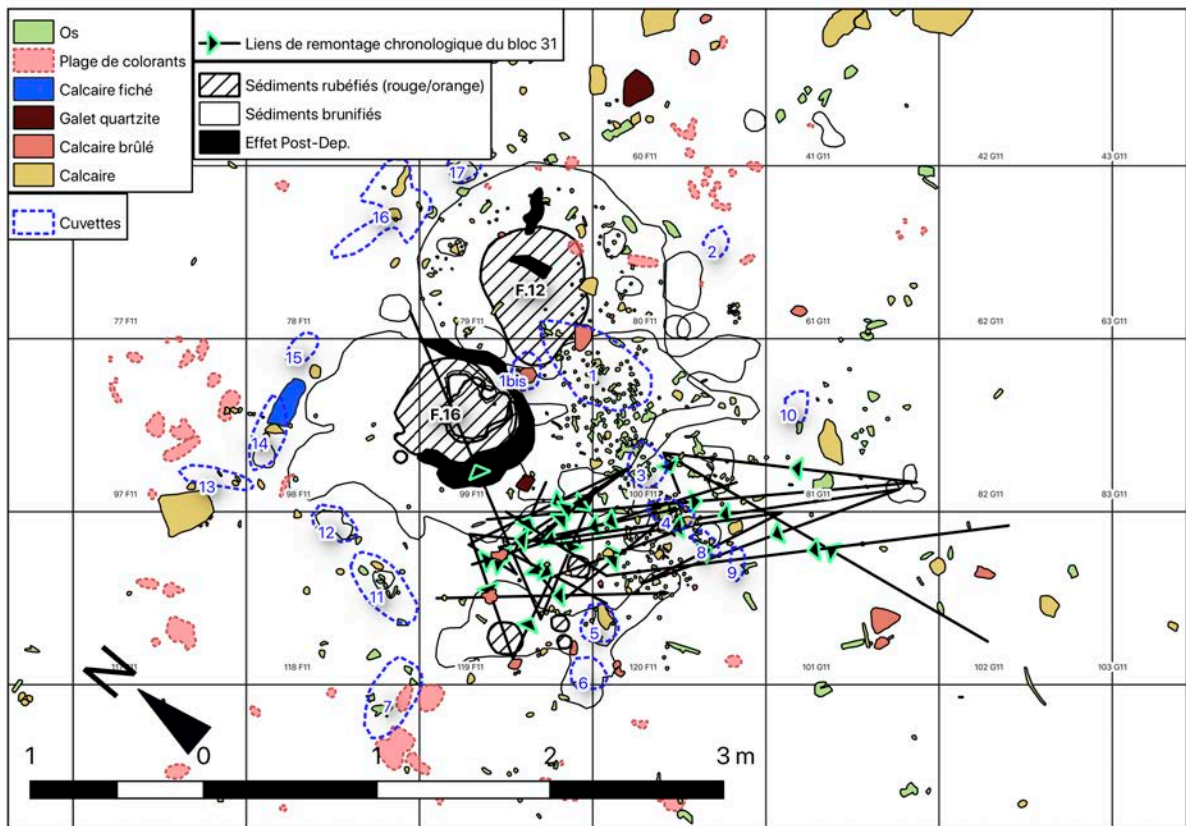 Os
Plage de colorants
Calcaire fiché
Galet quartzite
Calcaire brûlé
Calcaire
Cuvettes
Liens de remontage chronologique du bloc 31
Sédiments rubéfiés (rouge/orange)
Sédiments brunifiés
Effet Post-Dep.
60 F11
41 G11
42 G11
43 G11
17
16
2
F.12
77 F11
78 F11
79 F11
80 F11
61 G11
62 G11
63 G11
15
1bis
1
10
F.16
14
3
13
97 F11
98 F11
99 F11
100 F11
81 G11
82 G11
83 G11
4
12
8
9
11
5
118 F11
119 F11
120 F11
101 G11
102 G11
103 G11
6
7
N
1
0
1
2
3 m